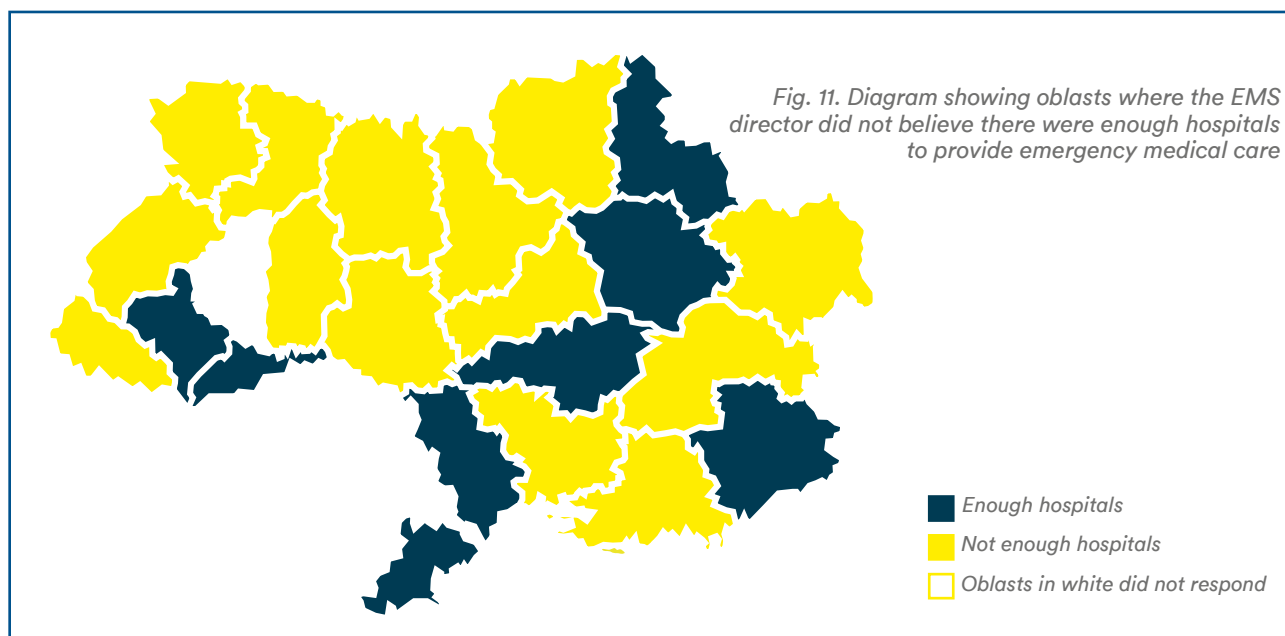 Fig. 11. Diagram showing oblasts where the EMS
director did not believe there were enough hospitals
to provide emergency medical care
Enough hospitals
Not enough hospitals
Oblasts in white did not respond